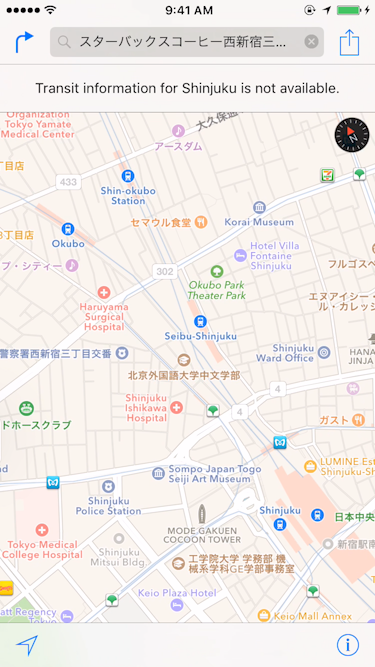 9:41 AM
スターバックスコーヒー西新宿三...
Transit information for Shinjuku is not available.
Organization
Tokyo Yamate
Medical Center
大久保
アースダム
433
Shin-okubo
Station
丁目店
セマウル食堂
Korai Museum
Okubo
Hotel Villa
Fontaine
Shinjuku
プ・シティー
302
フルゴスペ
Okubo Park
Theater Park
Haruyama
Surgical
Hospital
エヌアイシー・
ル・カレッジ
Seibu-Shinjuku
警察署西新宿三丁目交番
Shinjuku
Ward Office
HANA
JINJA
北京外国語大学中文学部
Shinjuku
Ishikawa
Hospital
4
4
ドホースクラブ
ガスト
LUMINE Est
Shinjuku-Sh
Sompo Japan Togo
Seiji Art Museum
Shinjuku
Police Station
Shinjuku
日本中央
MODE GAKUEN
COCOON TOWER
Tokyo Medical
College Hospital
Shinjuku
Mitsui Bldg.
新宿駅南
工学院大学 学務部 機
械系学科GE学部事務室
Keio Plaza Hotel
att Regency
Tokyo
Keio Mall Annex